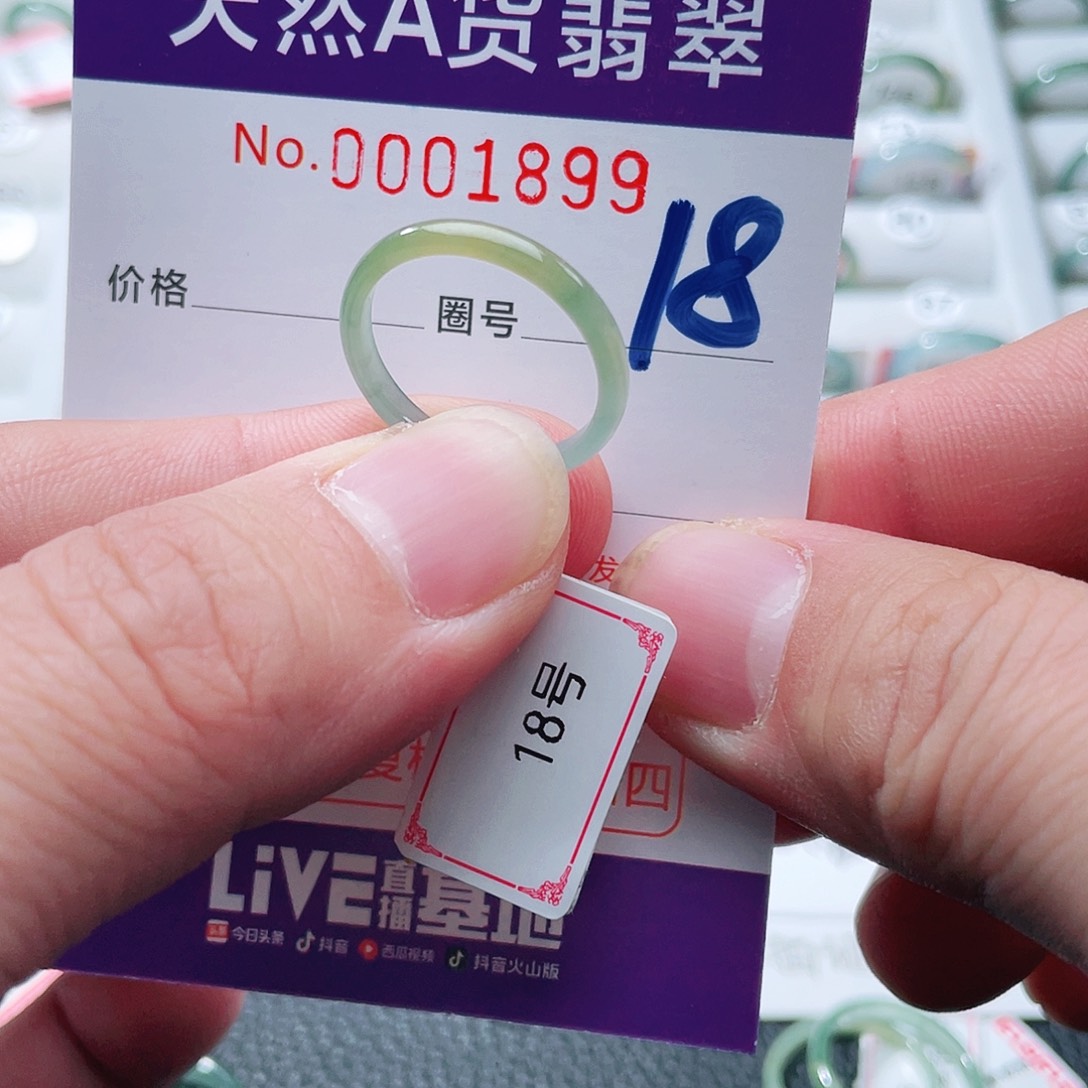 天然A货翡翠
No.0001899
价格 圈号 18
发
18号
四
LiVE直播基地
今日头条 抖音 西瓜视频 抖音火山版